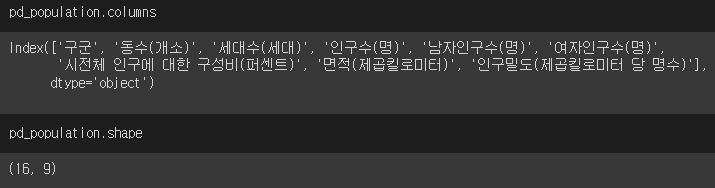 pd_population.columns
Index(['구군', '동수(개소)', '세대수(세대)', '인구수(명)', '남자인구수(명)', '여자인구수(명)',
'시전체 인구에 대한 구성비(퍼센트)', '면적(제곱킬로미터)', '인구밀도(제곱킬로미터 당 명수)'],
dtype='object')
pd_population.shape
(16, 9)